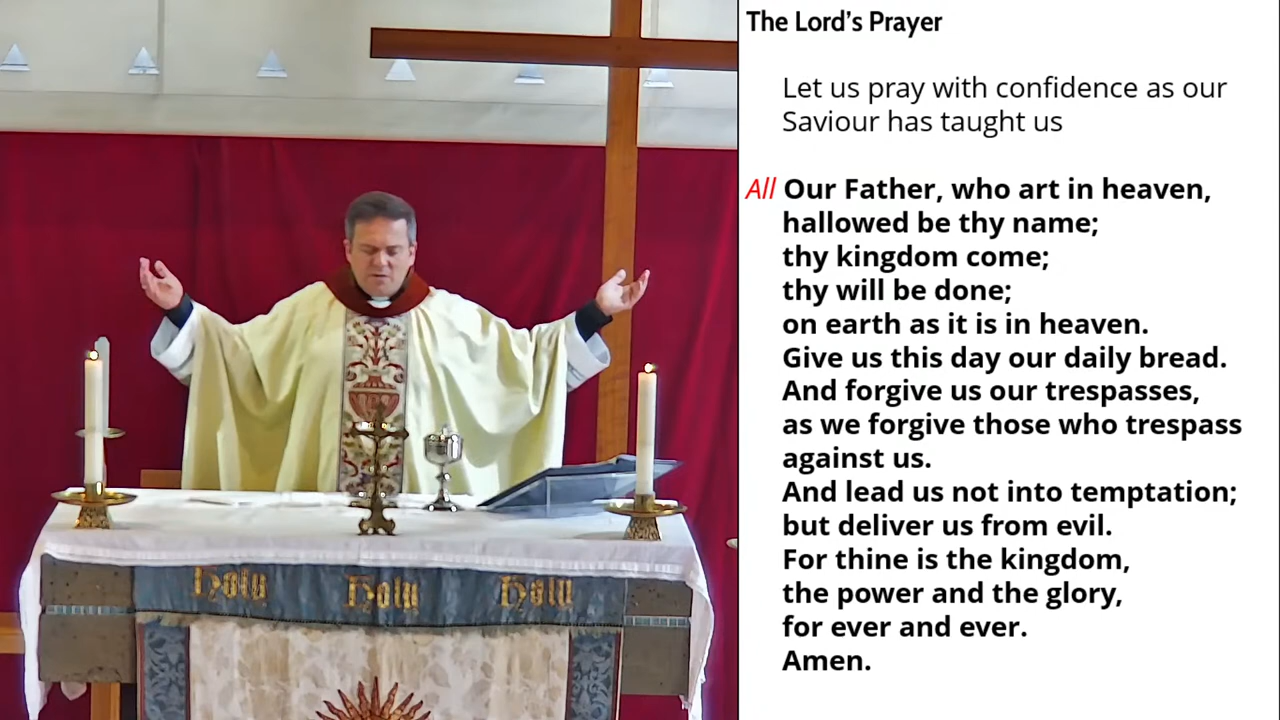 The Lord's Prayer
Let us pray with confidence as our
Saviour has taught us
All Our Father, who art in heaven,
hallowed be thy name;
thy kingdom come;
thy will be done;
on earth as it is in heaven.
Give us this day our daily bread.
And forgive us our trespasses,
as we forgive those who trespass
against us.
And lead us not into temptation;
but deliver us from evil.
For thine is the kingdom,
the power and the glory,
for ever and ever.
Amen.
Holy Holy Holy